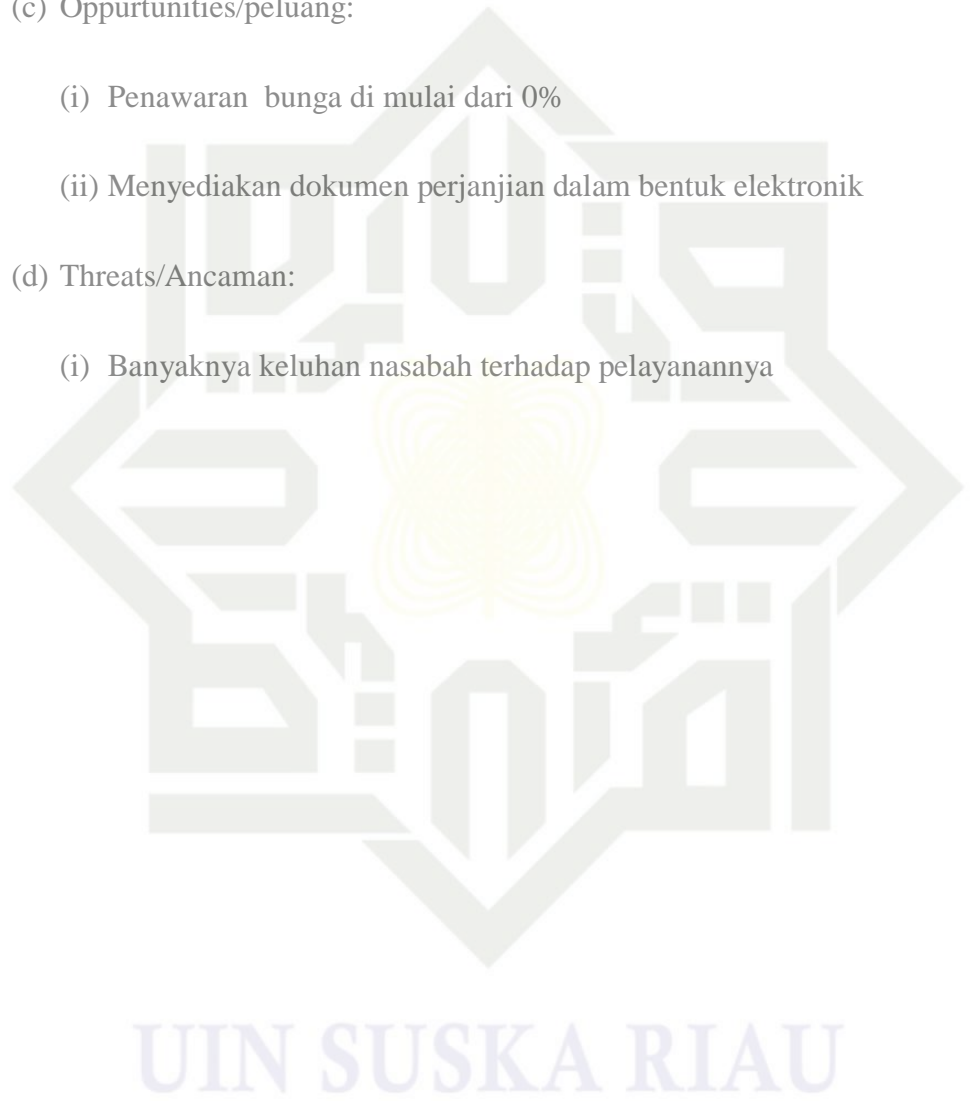 (c) Oppurtunities/peluang:
(i) Penawaran bunga di mulai dari 0%
(ii) Menyediakan dokumen perjanjian dalam bentuk elektronik
(d) Threats/Ancaman:
(i) Banyaknya keluhan nasabah terhadap pelayanannya
UIN SUSKA RIAU